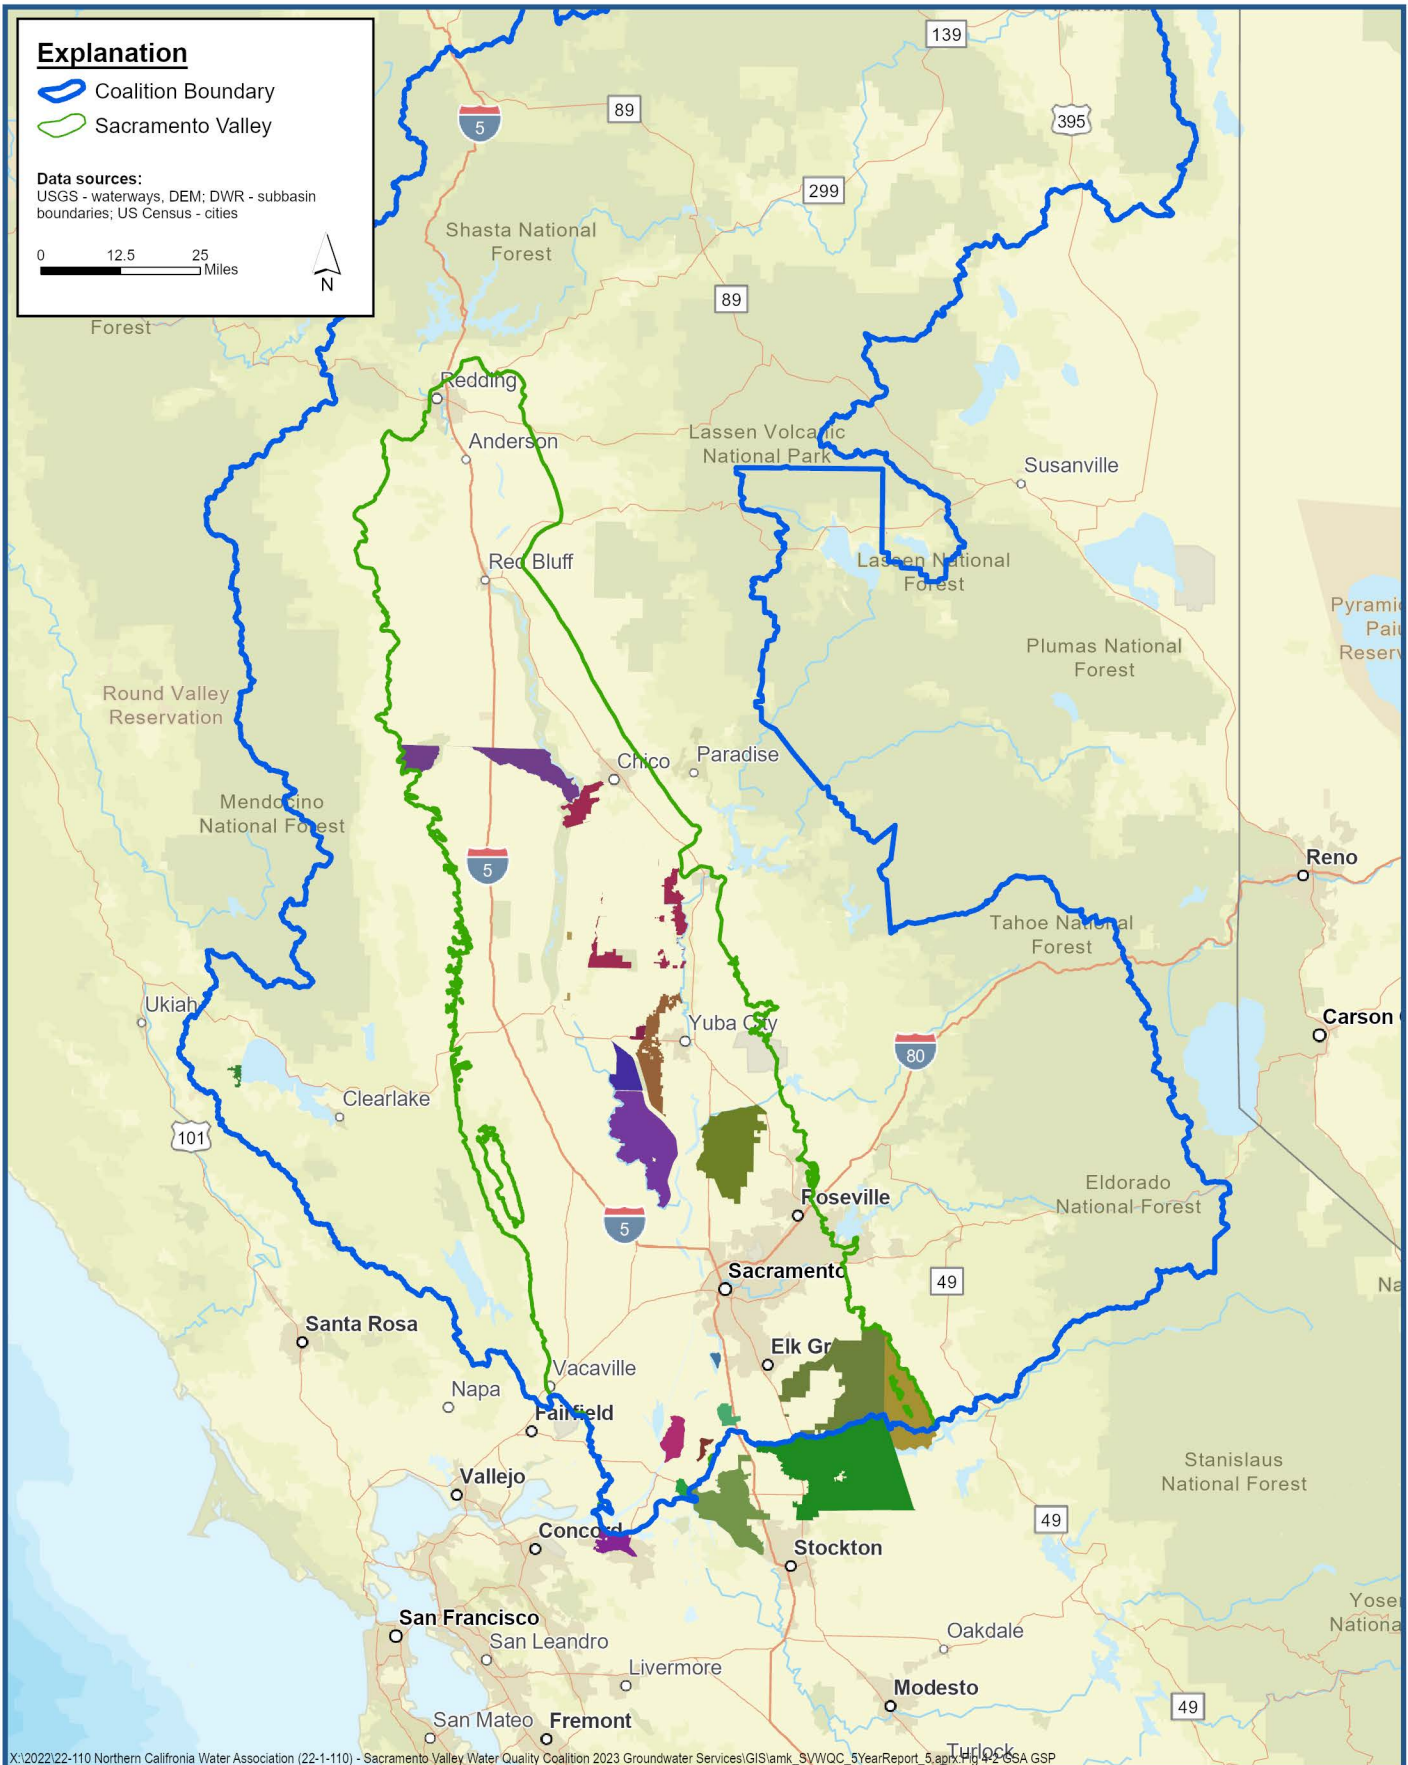 Explanation
Coalition Boundary
Sacramento Valley
Data sources:
USGS - waterways, DEM; DWR - subbasin
boundaries; US Census - cities
0 12.5 25
Miles
N
139
89
5
395
299
Shasta National
Forest
89
Forest
Redding
Anderson
Lassen Volcanic
National Park
Susanville
Red Bluff
Lassen National
Forest
Pyramid
Paiu
Reserv
Plumas National
Forest
Round Valley
Reservation
Chico
Paradise
Mendocino
National Forest
5
Reno
Tahoe National
Forest
Ukiah
Yuba City
Carson
80
Clearlake
101
Eldorado
National Forest
Roseville
5
Sacramento
49
Na
Santa Rosa
Elk Gr
Vacaville
Napa
Fairfield
Stanislaus
National Forest
Vallejo
49
Concord
Stockton
San Francisco
Yosem
Nationa
San Leandro
Oakdale
Livermore
Modesto
49
San Mateo
Fremont
Turlock
X:\2022\22-110 Northern Califronia Water Association (22-1-110) - Sacramento Valley Water Quality Coalition 2023 Groundwater Services\GIS\amk_SVWQC_5YearReport_5.aprx:Fig 4-2 GSA GSP